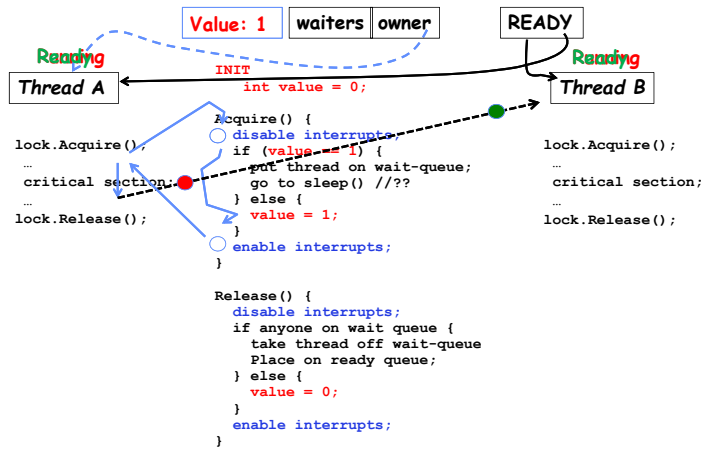 Value: 1 waiters owner READY
Ready Running
Ready Running
INIT
int value = 0;
Thread A
Thread B
Acquire() {
disable interrupts;
if (value == 1) {
put thread on wait-queue;
go to sleep() //??
} else {
value = 1;
}
enable interrupts;
}
lock.Acquire();
…
critical section;
…
lock.Release();
lock.Acquire();
…
critical section;
…
lock.Release();
Release() {
disable interrupts;
if anyone on wait queue {
take thread off wait-queue
Place on ready queue;
} else {
value = 0;
}
enable interrupts;
}